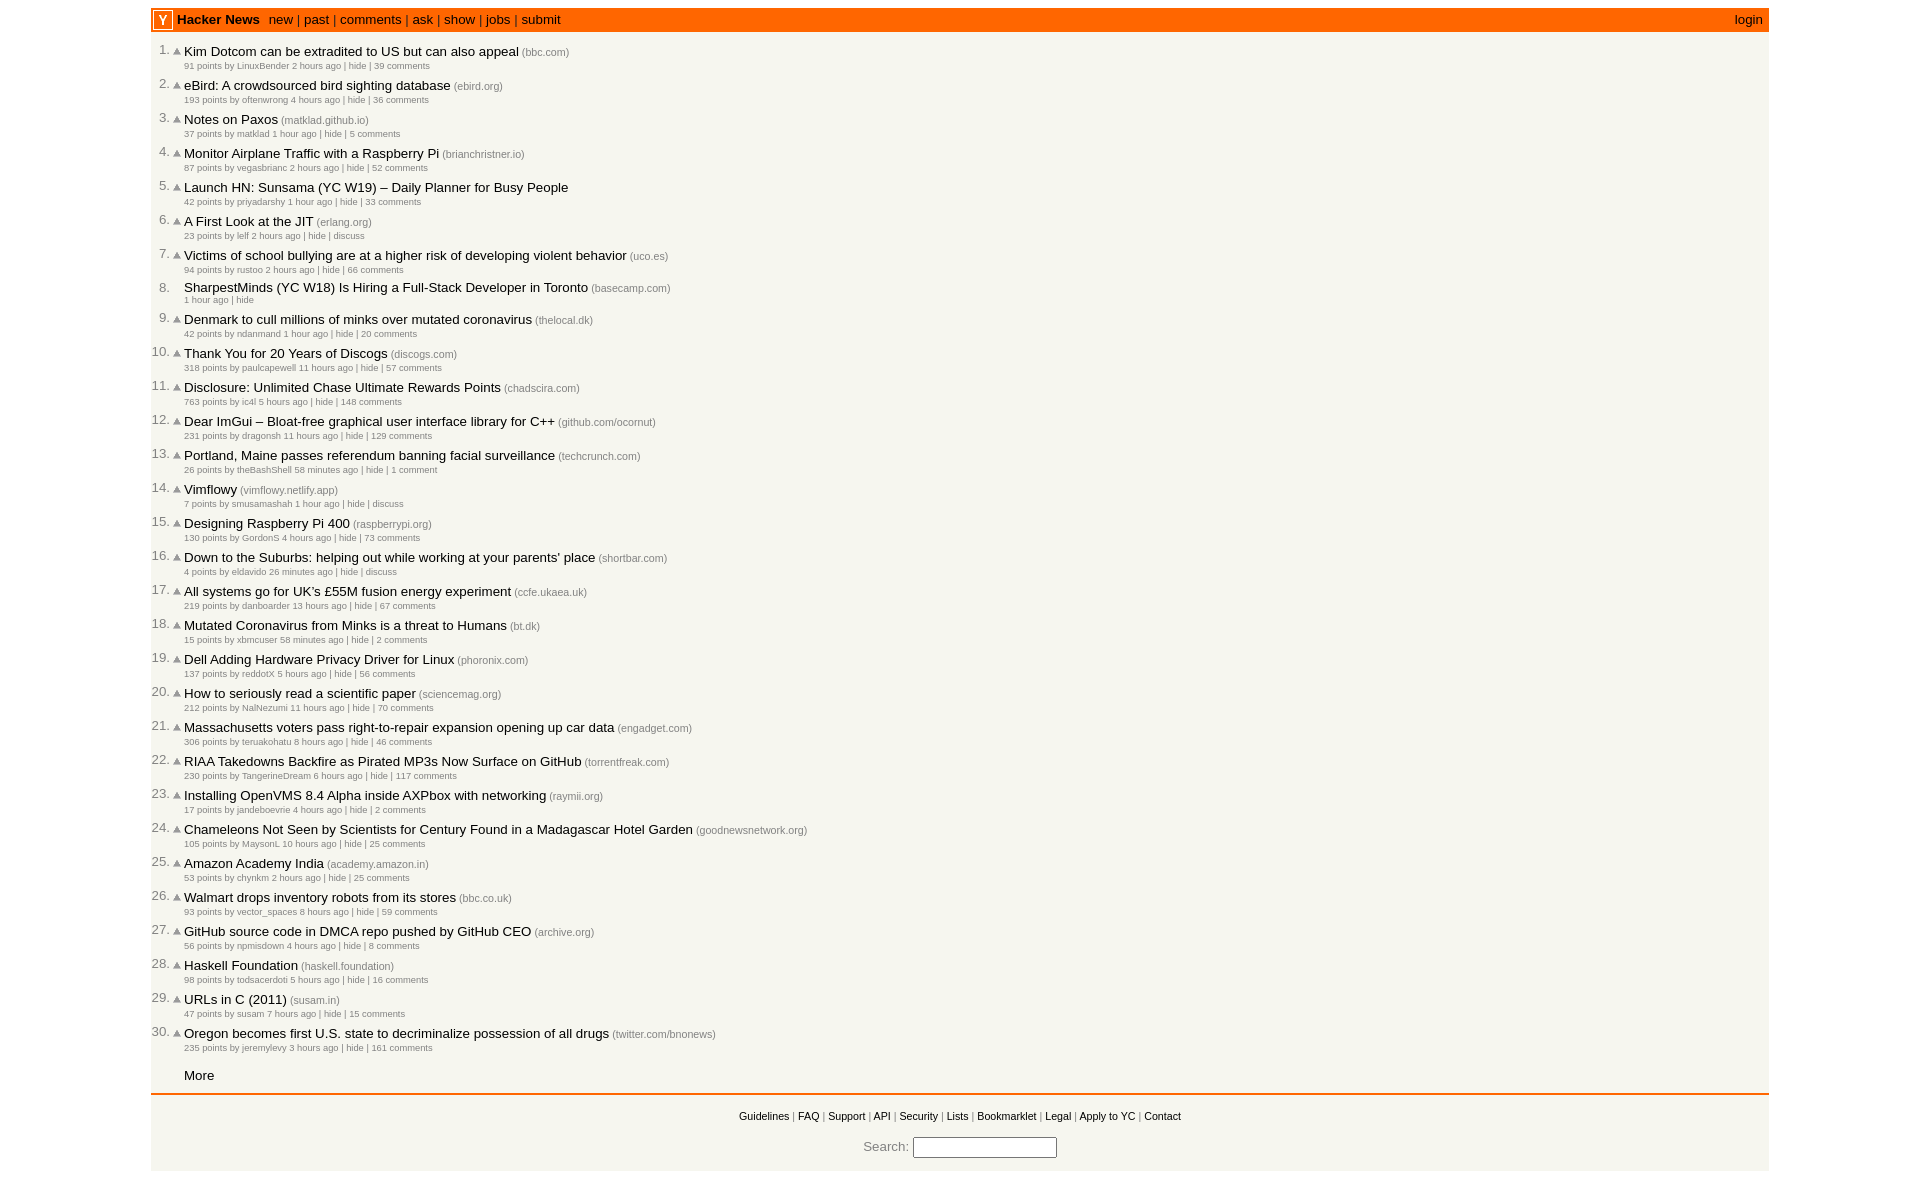 Y Hacker News new | past | comments | ask | show | jobs | submit login
1. Kim Dotcom can be extradited to US but can also appeal (bbc.com)
91 points by LinuxBender 2 hours ago | hide | 39 comments
2. eBird: A crowdsourced bird sighting database (ebird.org)
193 points by oftenwrong 4 hours ago | hide | 36 comments
3. Notes on Paxos (matklad.github.io)
37 points by matklad 1 hour ago | hide | 5 comments
4. Monitor Airplane Traffic with a Raspberry Pi (brianchristner.io)
87 points by vegasbrianc 2 hours ago | hide | 52 comments
5. Launch HN: Sunsama (YC W19) – Daily Planner for Busy People
42 points by priyadarshy 1 hour ago | hide | 33 comments
6. A First Look at the JIT (erlang.org)
23 points by lelf 2 hours ago | hide | discuss
7. Victims of school bullying are at a higher risk of developing violent behavior (uco.es)
94 points by rustoo 2 hours ago | hide | 66 comments
8. SharpestMinds (YC W18) Is Hiring a Full-Stack Developer in Toronto (basecamp.com)
1 hour ago | hide
9. Denmark to cull millions of minks over mutated coronavirus (thelocal.dk)
42 points by ndanmand 1 hour ago | hide | 20 comments
10. Thank You for 20 Years of Discogs (discogs.com)
318 points by paulcapewell 11 hours ago | hide | 57 comments
11. Disclosure: Unlimited Chase Ultimate Rewards Points (chadscira.com)
763 points by ic4l 5 hours ago | hide | 148 comments
12. Dear ImGui – Bloat-free graphical user interface library for C++ (github.com/ocornut)
231 points by dragonsh 11 hours ago | hide | 129 comments
13. Portland, Maine passes referendum banning facial surveillance (techcrunch.com)
26 points by theBashShell 58 minutes ago | hide | 1 comment
14. Vimflowy (vimflowy.netlify.app)
7 points by smusamashah 1 hour ago | hide | discuss
15. Designing Raspberry Pi 400 (raspberrypi.org)
130 points by GordonS 4 hours ago | hide | 73 comments
16. Down to the Suburbs: helping out while working at your parents' place (shortbar.com)
4 points by eldavido 26 minutes ago | hide | discuss
17. All systems go for UK’s £55M fusion energy experiment (ccfe.ukaea.uk)
219 points by danboarder 13 hours ago | hide | 67 comments
18. Mutated Coronavirus from Minks is a threat to Humans (bt.dk)
15 points by xbmcuser 58 minutes ago | hide | 2 comments
19. Dell Adding Hardware Privacy Driver for Linux (phoronix.com)
137 points by reddotX 5 hours ago | hide | 56 comments
20. How to seriously read a scientific paper (sciencemag.org)
212 points by NalNezumi 11 hours ago | hide | 70 comments
21. Massachusetts voters pass right-to-repair expansion opening up car data (engadget.com)
306 points by teruakohatu 8 hours ago | hide | 46 comments
22. RIAA Takedowns Backfire as Pirated MP3s Now Surface on GitHub (torrentfreak.com)
230 points by TangerineDream 6 hours ago | hide | 117 comments
23. Installing OpenVMS 8.4 Alpha inside AXPbox with networking (raymii.org)
17 points by jandeboevrie 4 hours ago | hide | 2 comments
24. Chameleons Not Seen by Scientists for Century Found in a Madagascar Hotel Garden (goodnewsnetwork.org)
105 points by MaysonL 10 hours ago | hide | 25 comments
25. Amazon Academy India (academy.amazon.in)
53 points by chynkm 2 hours ago | hide | 25 comments
26. Walmart drops inventory robots from its stores (bbc.co.uk)
93 points by vector_spaces 8 hours ago | hide | 59 comments
27. GitHub source code in DMCA repo pushed by GitHub CEO (archive.org)
56 points by npmisdown 4 hours ago | hide | 8 comments
28. Haskell Foundation (haskell.foundation)
98 points by todsacerdoti 5 hours ago | hide | 16 comments
29. URLs in C (2011) (susam.in)
47 points by susam 7 hours ago | hide | 15 comments
30. Oregon becomes first U.S. state to decriminalize possession of all drugs (twitter.com/bnonews)
235 points by jeremylevy 3 hours ago | hide | 161 comments
More
Guidelines | FAQ | Support | API | Security | Lists | Bookmarklet | Legal | Apply to YC | Contact
Search: